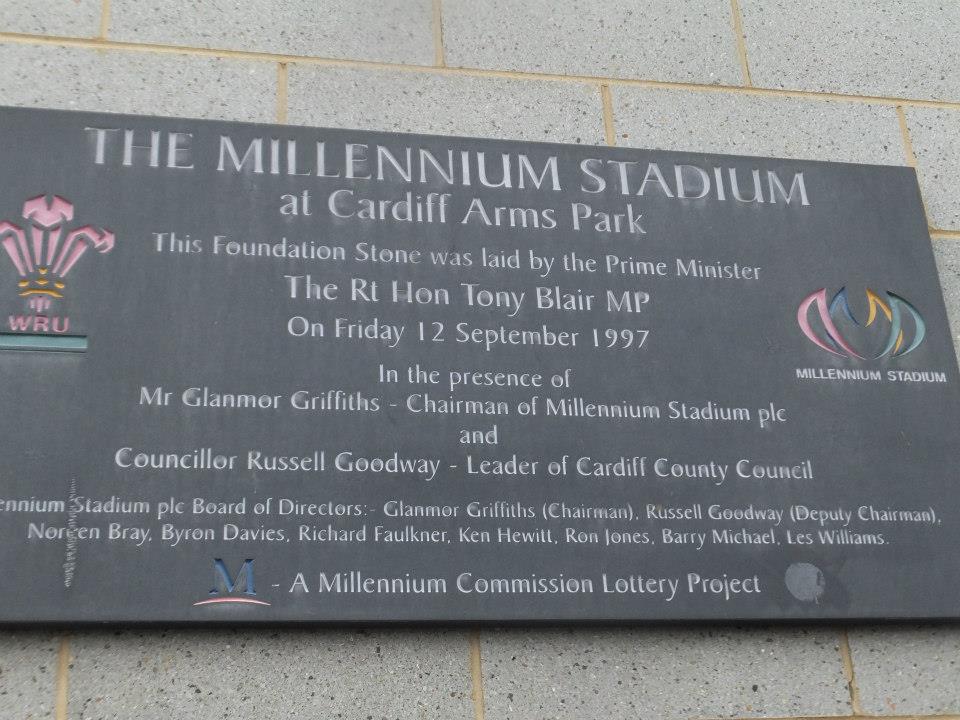 THE MILLENNIUM STADIUM
at Cardiff Arms Park
This Foundation Stone was laid by the Prime Minister
The Rt Hon Tony Blair MP
On Friday 12 September 1997
WRU
MILLENNIUM STADIUM
In the presence of
Mr Glanmor Griffiths - Chairman of Millennium Stadium plc
and
Councillor Russell Goodway - Leader of Cardiff County Council
ennium Stadium plc Board of Directors:- Glanmor Griffiths (Chairman), Russell Goodway (Deputy Chairman),
Noreen Bray, Byron Davies, Richard Faulkner, Ken Hewitt, Ron Jones, Barry Michael, Les Williams.
M - A Millennium Commission Lottery Project